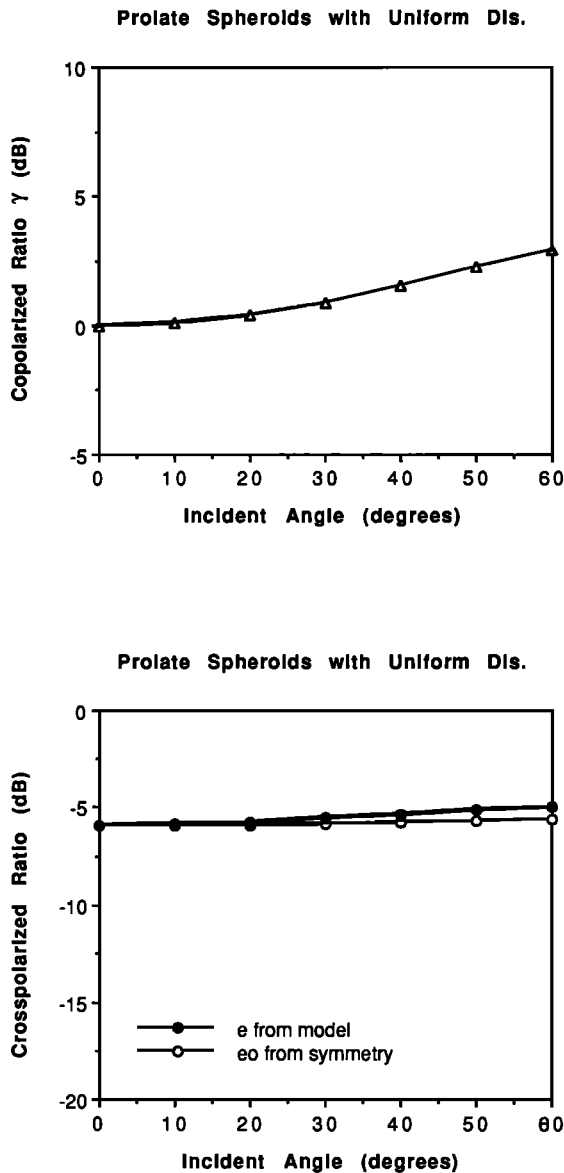 Prolate Spheroids with Uniform Dis.
10
5
0
-5
Copolarized Ratio γ (dB)
0 10 20 30 40 50 60
Incident Angle (degrees)
Prolate Spheroids with Uniform Dis.
0
-5
-10
-15
-20
Crosspolarized Ratio (dB)
e from model
eo from symmetry
0 10 20 30 40 50 60
Incident Angle (degrees)